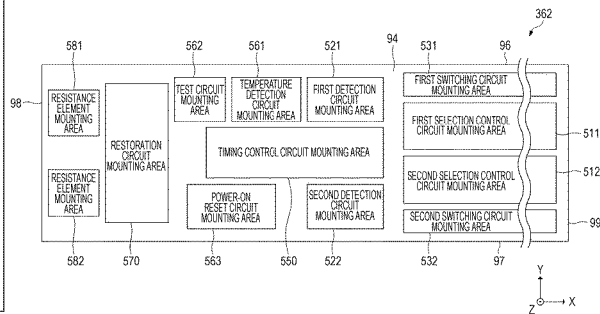 362
581
562
561
521
94
531
96
98
RESISTANCE
ELEMENT
MOUNTING
AREA
TEST CIRCUIT
MOUNTING
AREA
TEMPERATURE
DETECTION
CIRCUIT
MOUNTING AREA
FIRST DETECTION
CIRCUIT
MOUNTING AREA
FIRST SWITCHING CIRCUIT
MOUNTING AREA
RESTORATION
CIRCUIT
MOUNTING
AREA
FIRST SELECTION CONTROL
CIRCUIT MOUNTING AREA
511
TIMING CONTROL CIRCUIT MOUNTING AREA
RESISTANCE
ELEMENT
MOUNTING
AREA
SECOND SELECTION CONTROL
CIRCUIT MOUNTING AREA
512
POWER-ON
RESET CIRCUIT
MOUNTING AREA
SECOND DETECTION
CIRCUIT
MOUNTING AREA
SECOND SWITCHING CIRCUIT
MOUNTING AREA
99
582
570
563
550
522
532
97
Y
Z
X